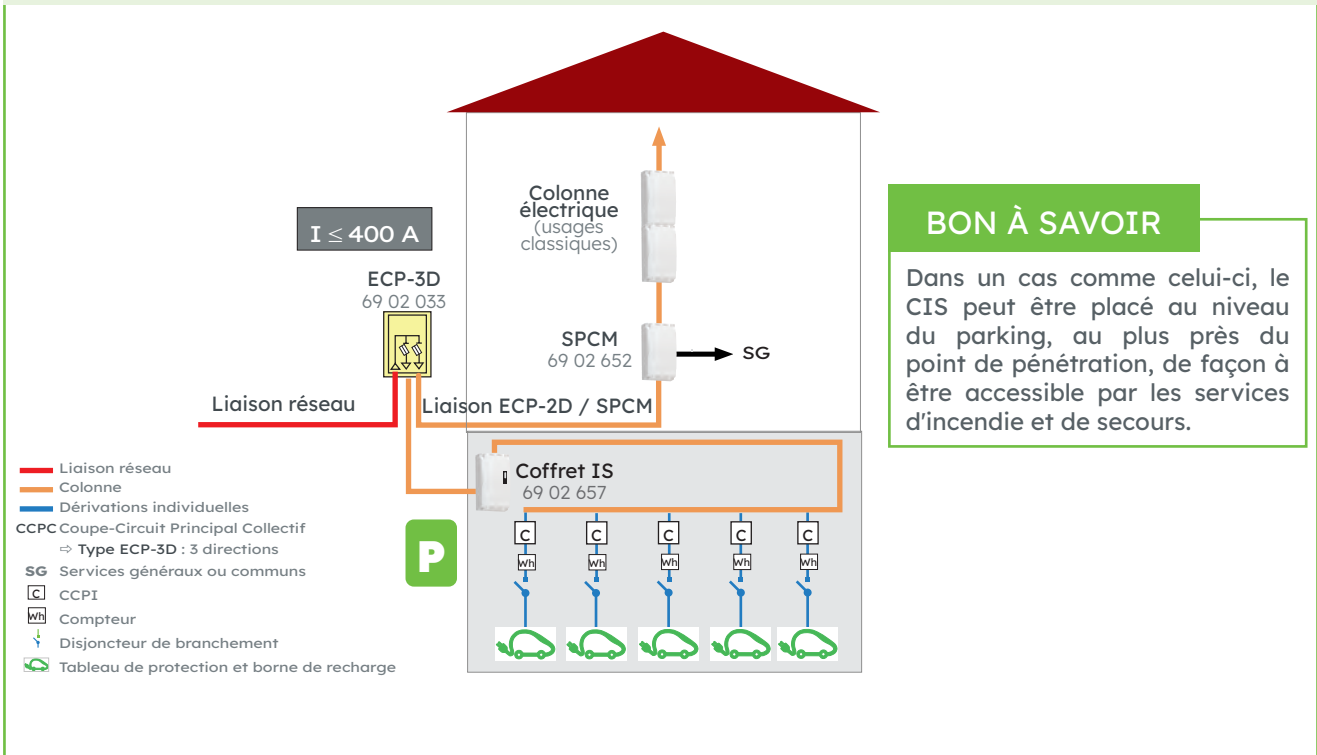 Colonne
électrique
(usages
classiques)
I ≤ 400 A
ECP-3D
69 02 033
SPCM
69 02 652
SG
Liaison réseau
Liaison ECP-2D / SPCM
BON À SAVOIR
Dans un cas comme celui-ci, le
CIS peut être placé au niveau
du parking, au plus près du
point de pénétration, de façon à
être accessible par les services
d'incendie et de secours.
Coffret IS
69 02 657
P
C C C C C
Wh Wh Wh Wh Wh
Liaison réseau
Colonne
Dérivations individuelles
CCPC Coupe-Circuit Principal Collectif
⇨ Type ECP-3D : 3 directions
SG Services généraux ou communs
C CCPI
Wh Compteur
Disjoncteur de branchement
Tableau de protection et borne de recharge